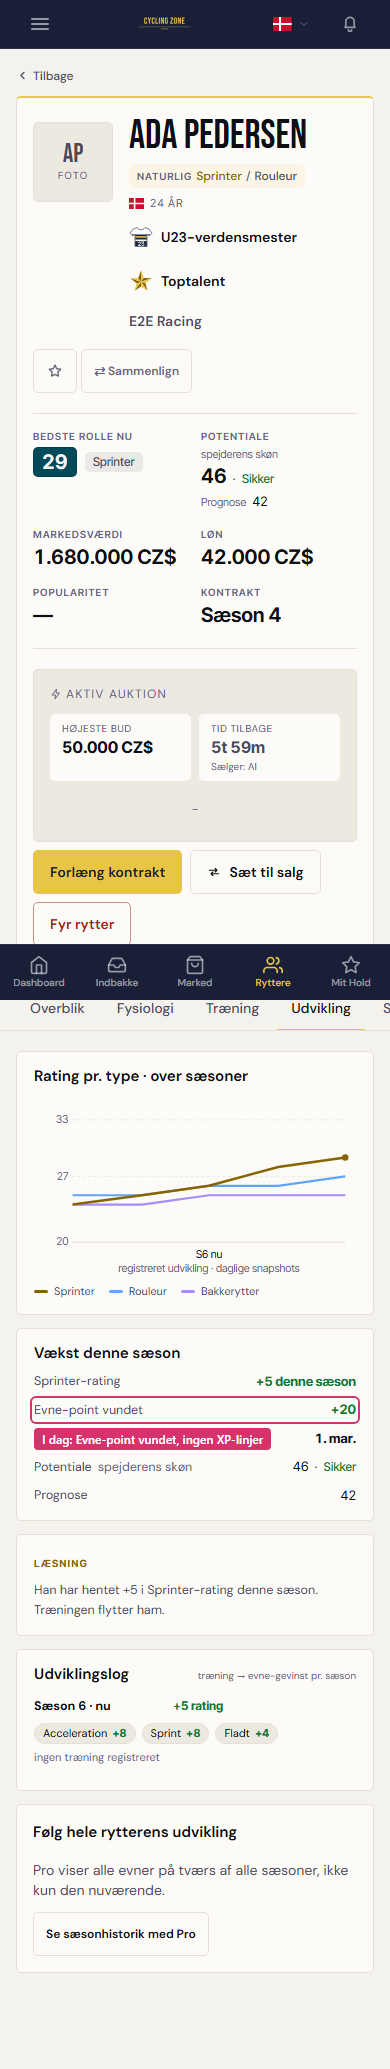 CYCLING ZONE
Tilbage
AP
FOTO
ADA PEDERSEN
NATURLIG Sprinter / Rouleur
24 ÅR
23
U23-verdensmester
Toptalent
E2E Racing
⇄ Sammenlign
BEDSTE ROLLE NU
29 Sprinter
POTENTIALE
spejderens skøn
46 · Sikker
Prognose 42
MARKEDSVÆRDI
1.680.000 CZ$
LØN
42.000 CZ$
POPULARITET
—
KONTRAKT
Sæson 4
AKTIV AUKTION
HØJESTE BUD
50.000 CZ$
TID TILBAGE
5t 59m
Sælger: AI
-
Forlæng kontrakt
Sæt til salg
Fyr rytter
Dashboard
Indbakke
Marked
Ryttere
Mit Hold
Overblik Fysiologi Træning Udvikling S
Rating pr. type · over sæsoner
33
27
20
S6 nu
registreret udvikling · daglige snapshots
Sprinter Rouleur Bakkerytter
Vækst denne sæson
Sprinter-rating +5 denne sæson
Evne-point vundet +20
I dag: Evne-point vundet, ingen XP-linjer 1. mar.
Potentiale spejderens skøn 46 · Sikker
Prognose 42
LÆSNING
Han har hentet +5 i Sprinter-rating denne sæson.
Træningen flytter ham.
Udviklingslog træning → evne-gevinst pr. sæson
Sæson 6 · nu +5 rating
Acceleration +8 Sprint +8 Fladt +4
ingen træning registreret
Følg hele rytterens udvikling
Pro viser alle evner på tværs af alle sæsoner, ikke
kun den nuværende.
Se sæsonhistorik med Pro